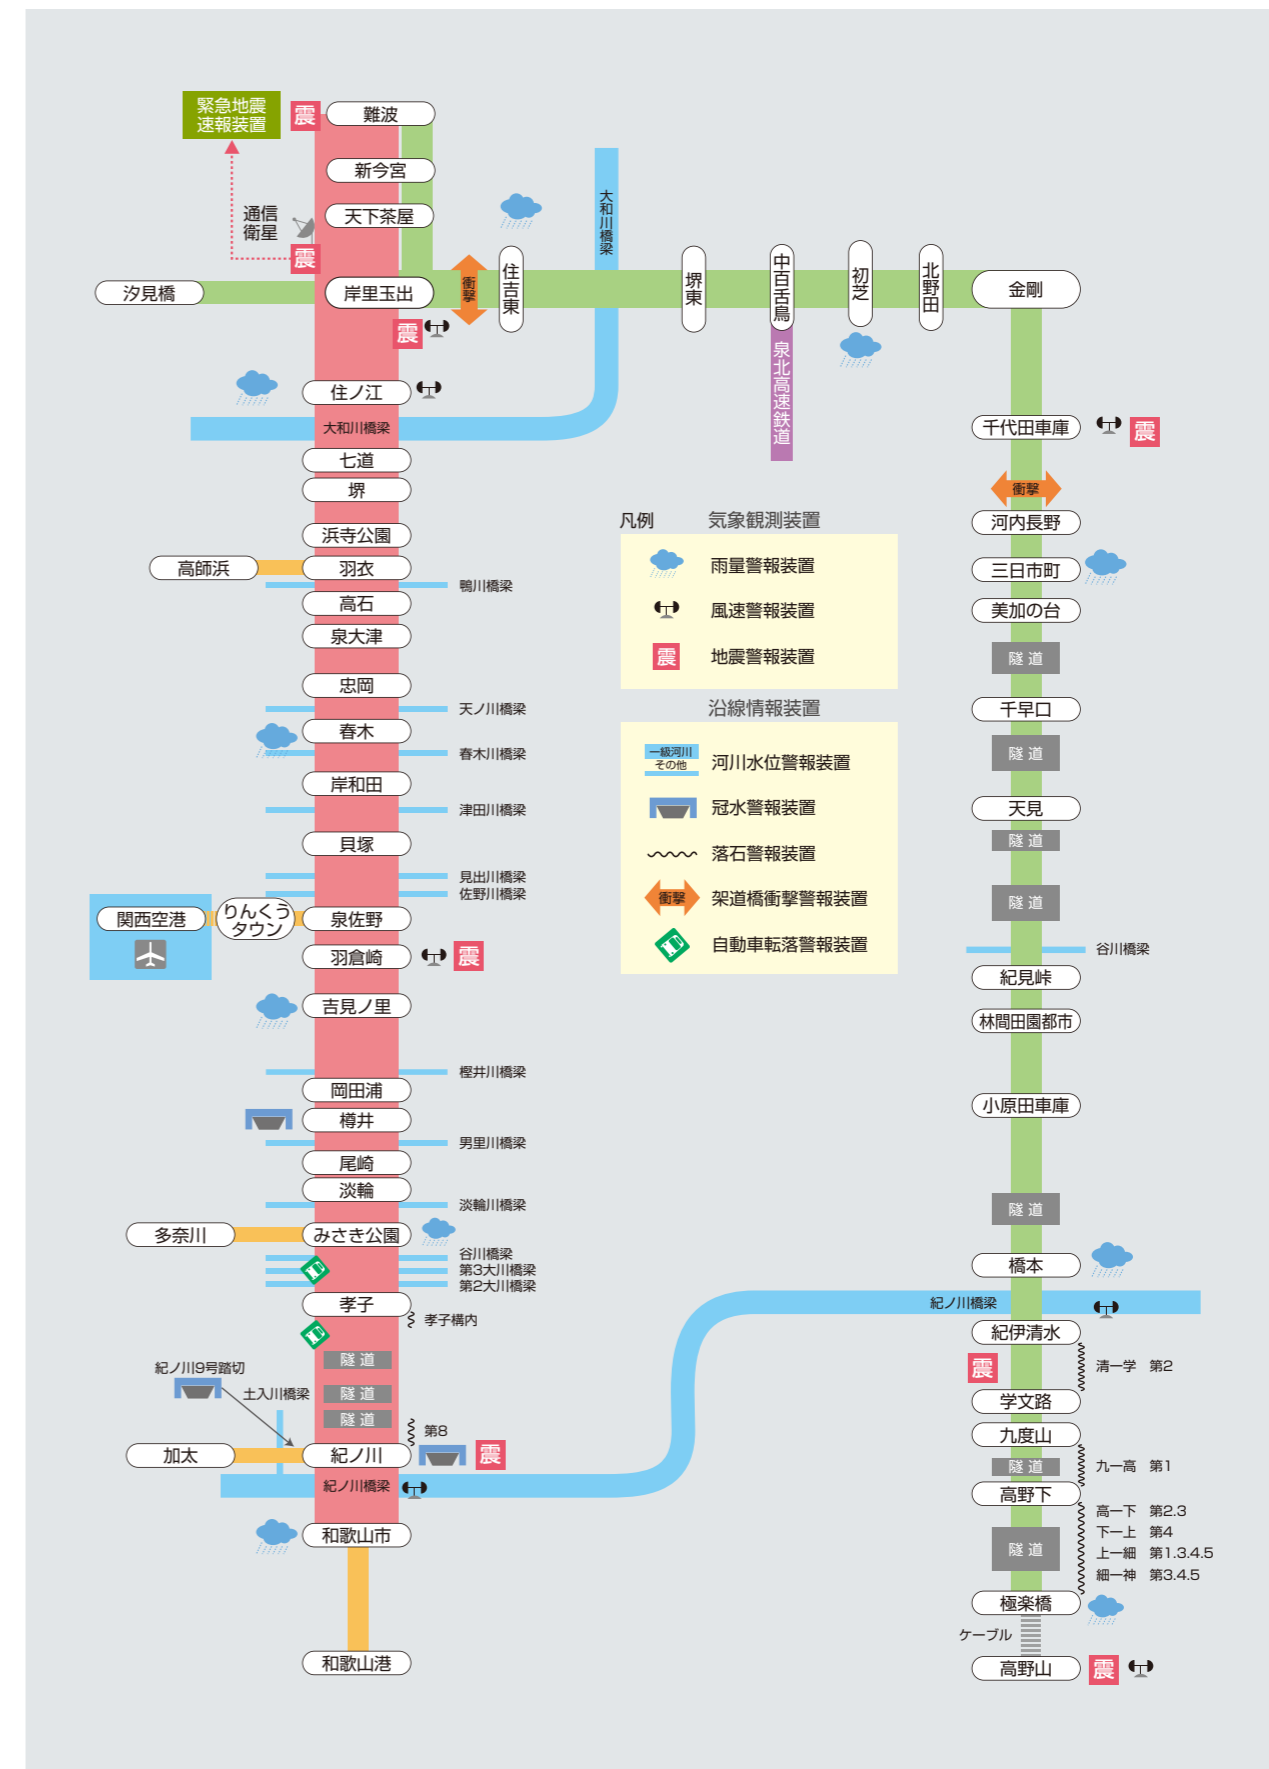 緊急地震
速報装置
震
難波
新今宮
天下茶屋
通信
衛星
震
汐見橋
岸里玉出
衝撃
住吉東
大和川橋梁
堺東
中百舌鳥
初芝
北野田
金剛
震
泉北高速鉄道
住ノ江
大和川橋梁
七道
堺
浜寺公園
高師浜
羽衣
鴨川橋梁
高石
泉大津
忠岡
天ノ川橋梁
春木
春木川橋梁
岸和田
津田川橋梁
貝塚
見出川橋梁
佐野川橋梁
関西空港
りんくう
タウン
泉佐野
羽倉崎
震
吉見ノ里
樫井川橋梁
岡田浦
樽井
男里川橋梁
尾崎
淡輪
淡輪川橋梁
多奈川
みさき公園
谷川橋梁
第3大川橋梁
第2大川橋梁
孝子
孝子構内
隧道
紀ノ川9号踏切
土入川橋梁
隧道
隧道
第8
加太
紀ノ川
震
紀ノ川橋梁
和歌山市
和歌山港
凡例
気象観測装置
雨量警報装置
風速警報装置
震
地震警報装置
沿線情報装置
一級河川
その他
河川水位警報装置
冠水警報装置
落石警報装置
衝撃
架道橋衝撃警報装置
自動車転落警報装置
千代田車庫
震
衝撃
河内長野
三日市町
美加の台
隧道
千早口
隧道
天見
隧道
隧道
谷川橋梁
紀見峠
林間田園都市
小原田車庫
隧道
橋本
紀ノ川橋梁
紀伊清水
震
清ー学 第2
学文路
九度山
隧道
九ー高 第1
高野下
高ー下 第2.3
下ー上 第4
隧道
上ー細 第1.3.4.5
細ー神 第3.4.5
極楽橋
ケーブル
高野山
震